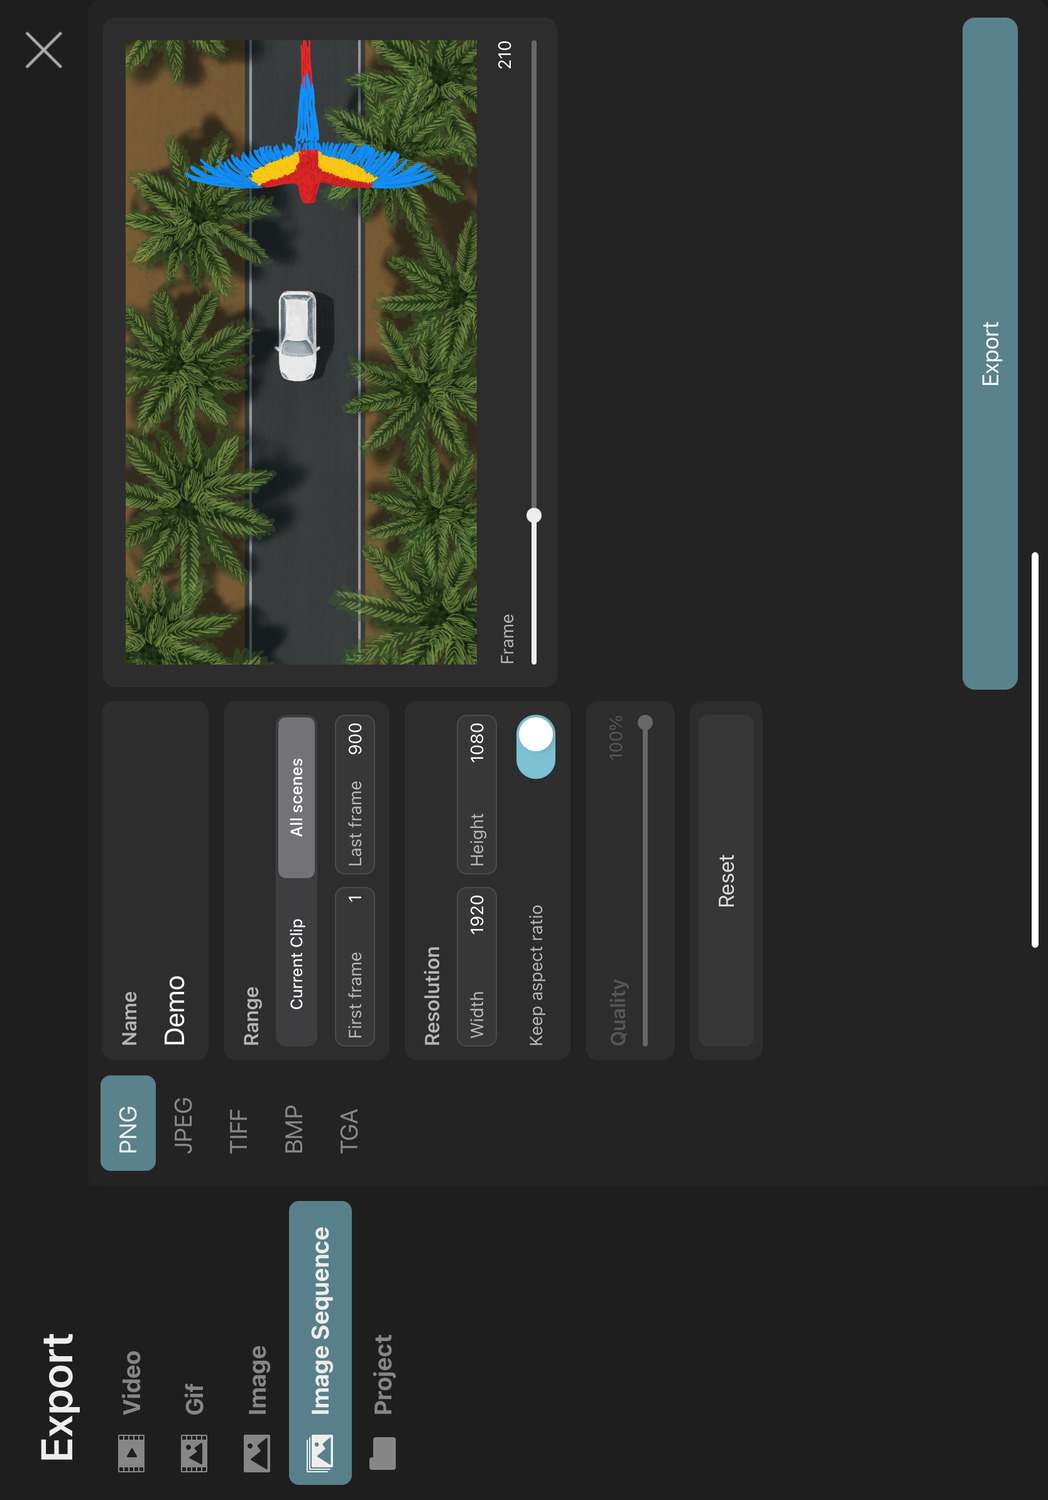 Export
Video
Gif
Image
Image Sequence
Project
PNG
JPEG
TIFF
BMP
TGA
Name
Demo
Range
Current Clip All scenes
First frame 1 Last frame 900
Resolution
Width 1920 Height 1080
Keep aspect ratio
Quality 100%
Reset
Frame 210
Export